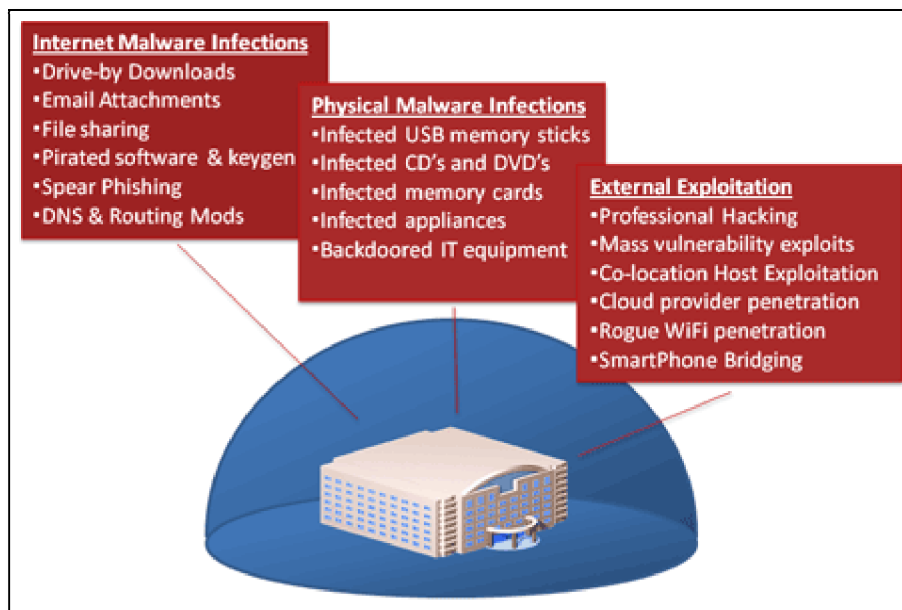 Internet Malware Infections
•Drive-by Downloads
•Email Attachments
•File sharing
•Pirated software & keygen
•Spear Phishing
•DNS & Routing Mods
Physical Malware Infections
•Infected USB memory sticks
•Infected CD's and DVD's
•Infected memory cards
•Infected appliances
•Backdoored IT equipment
External Exploitation
•Professional Hacking
•Mass vulnerability exploits
•Co-location Host Exploitation
•Cloud provider penetration
•Rogue WiFi penetration
•SmartPhone Bridging